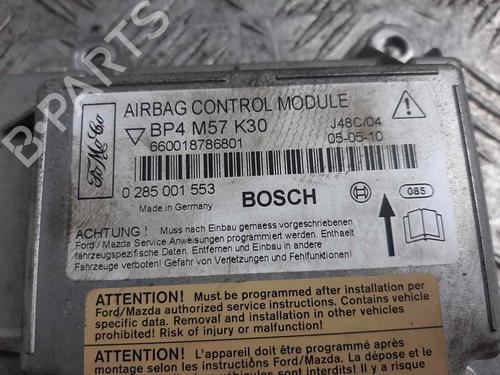 B-PARTS
AIRBAG CONTROL MODULE
BP4 M57 K30
J48C/04
660018786801
05-05-10
FoMoCo
0 285 001 553
BOSCH
085
Made in Germany
ACHTUNG ! Muss nach Einbau gemaess vorgeschriebenen
Ford / Mazda Service Anweisungen programmiert werden. Enthaelt
fahrzeugspezifische Daten. Entfernen und Einbau in andere
Fahrzeuge verboten! Gefahr von Verletzungen und Fehlfunktionen!
ATTENTION! Must be programmed after installation per
Ford/Mazda authorized service instructions. Contains vehicle
specific data. Removal and installation in other vehicles
prohibited! Risk of injury or malfunction!
ATTENTION! L'appareil doit être programmé après
montage selon les instructions Ford/Mazda. La dépose et le